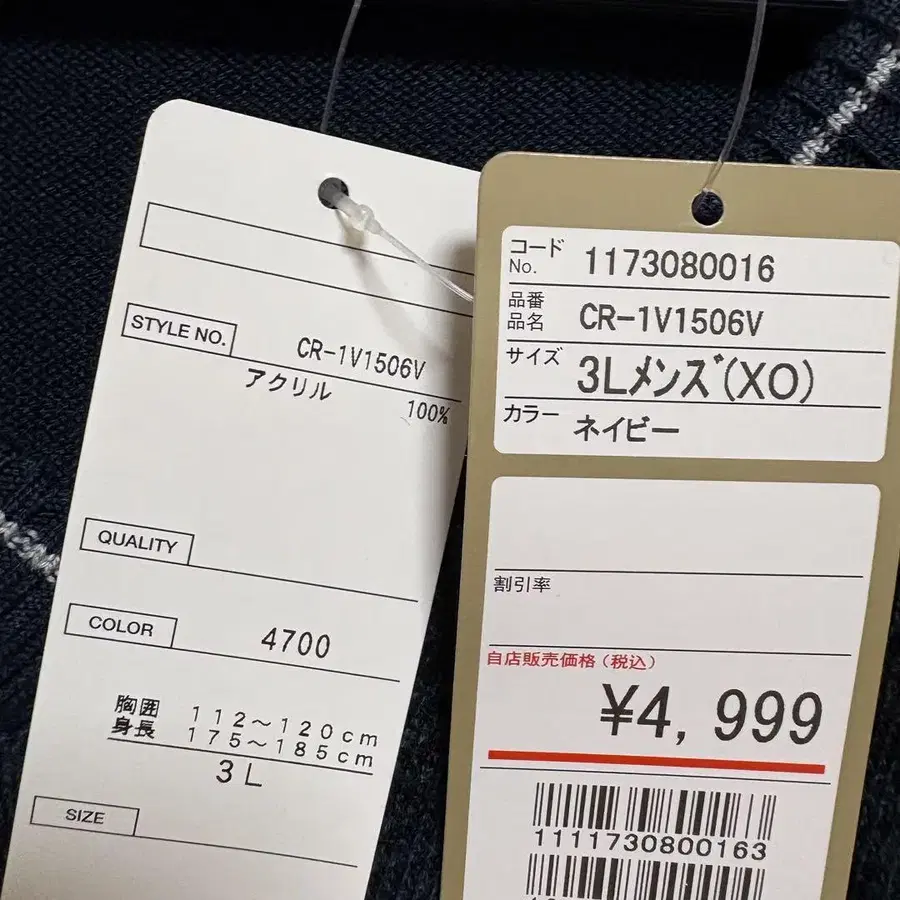 STYLE NO.
CR-1V1506V
アクリル
100%
QUALITY
COLOR
4700
胸囲 112～120cm
身長 175～185cm
3L
SIZE
コード
No.
1173080016
品番
品名
CR-1V1506V
サイズ
3Lメンズ(XO)
カラー
ネイビー
割引率
自店販売価格(税込)
¥4,999
1111730800163